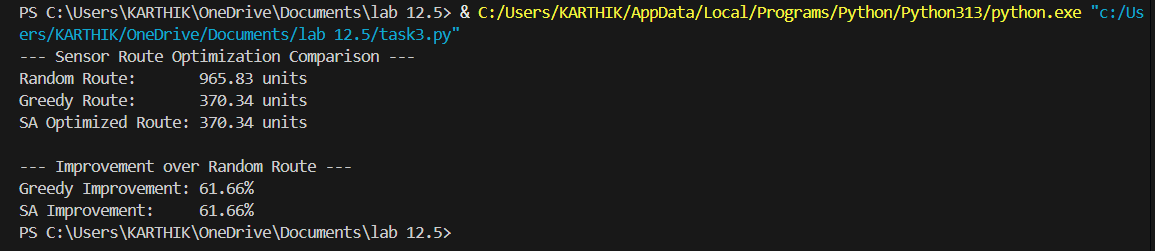 PS C:\Users\KARTHIK\OneDrive\Documents\lab 12.5> & C:/Users/KARTHIK/AppData/Local/Programs/Python/Python313/python.exe "c:/Us
ers/KARTHIK/OneDrive/Documents/lab 12.5/task3.py"
--- Sensor Route Optimization Comparison ---
Random Route:       965.83 units
Greedy Route:       370.34 units
SA Optimized Route: 370.34 units

--- Improvement over Random Route ---
Greedy Improvement: 61.66%
SA Improvement:     61.66%
PS C:\Users\KARTHIK\OneDrive\Documents\lab 12.5>